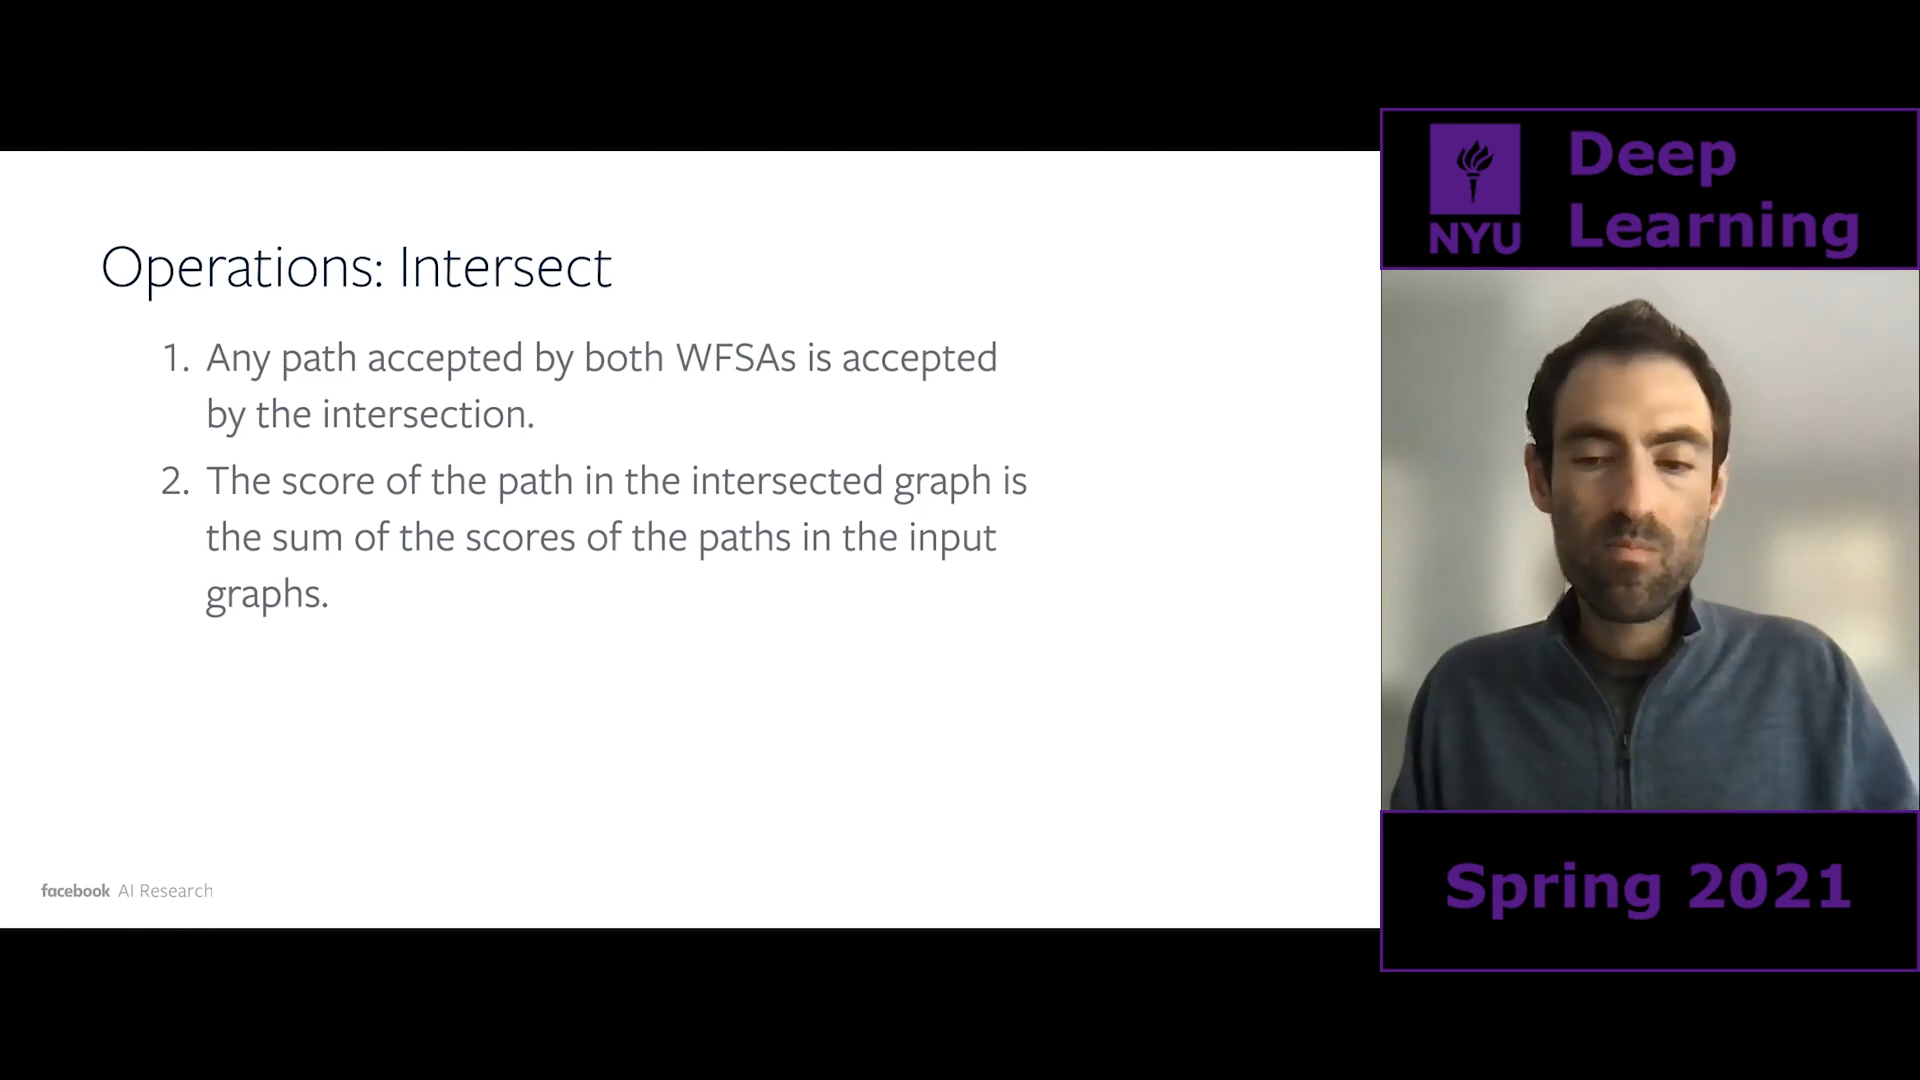 Operations: Intersect
1. Any path accepted by both WFSAs is accepted
by the intersection.
2. The score of the path in the intersected graph is
the sum of the scores of the paths in the input
graphs.
facebook AI Research
NYU
Deep
Learning
Spring 2021